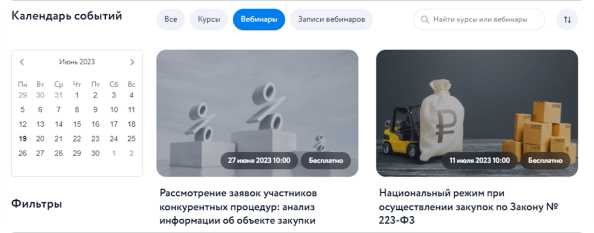 Календарь событий
Все Курсы Вебинары Записи вебинаров
Найти курсы или вебинары
Июнь 2023
Пн Вт Ср Чт Пт Сб Вс
29 30 31 1 2 3 4
5 6 7 8 9 10 11
12 13 14 15 16 17 18
19 20 21 22 23 24 25
26 27 28 29 30 1 2
Фильтры
27 июня 2023 10:00 Бесплатно
Рассмотрение заявок участников
конкурентных процедур: анализ
информации об объекте закупки
₽
11 июля 2023 10:00 Бесплатно
Национальный режим при
осуществлении закупок по Закону №
223-ФЗ